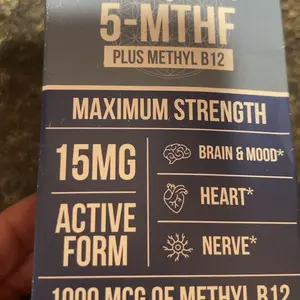 5-MTHF
PLUS METHYL B12
MAXIMUM STRENGTH
15MG
ACTIVE
FORM
BRAIN & MOOD*
HEART*
NERVE*
1000 MCG OF METHYL B12